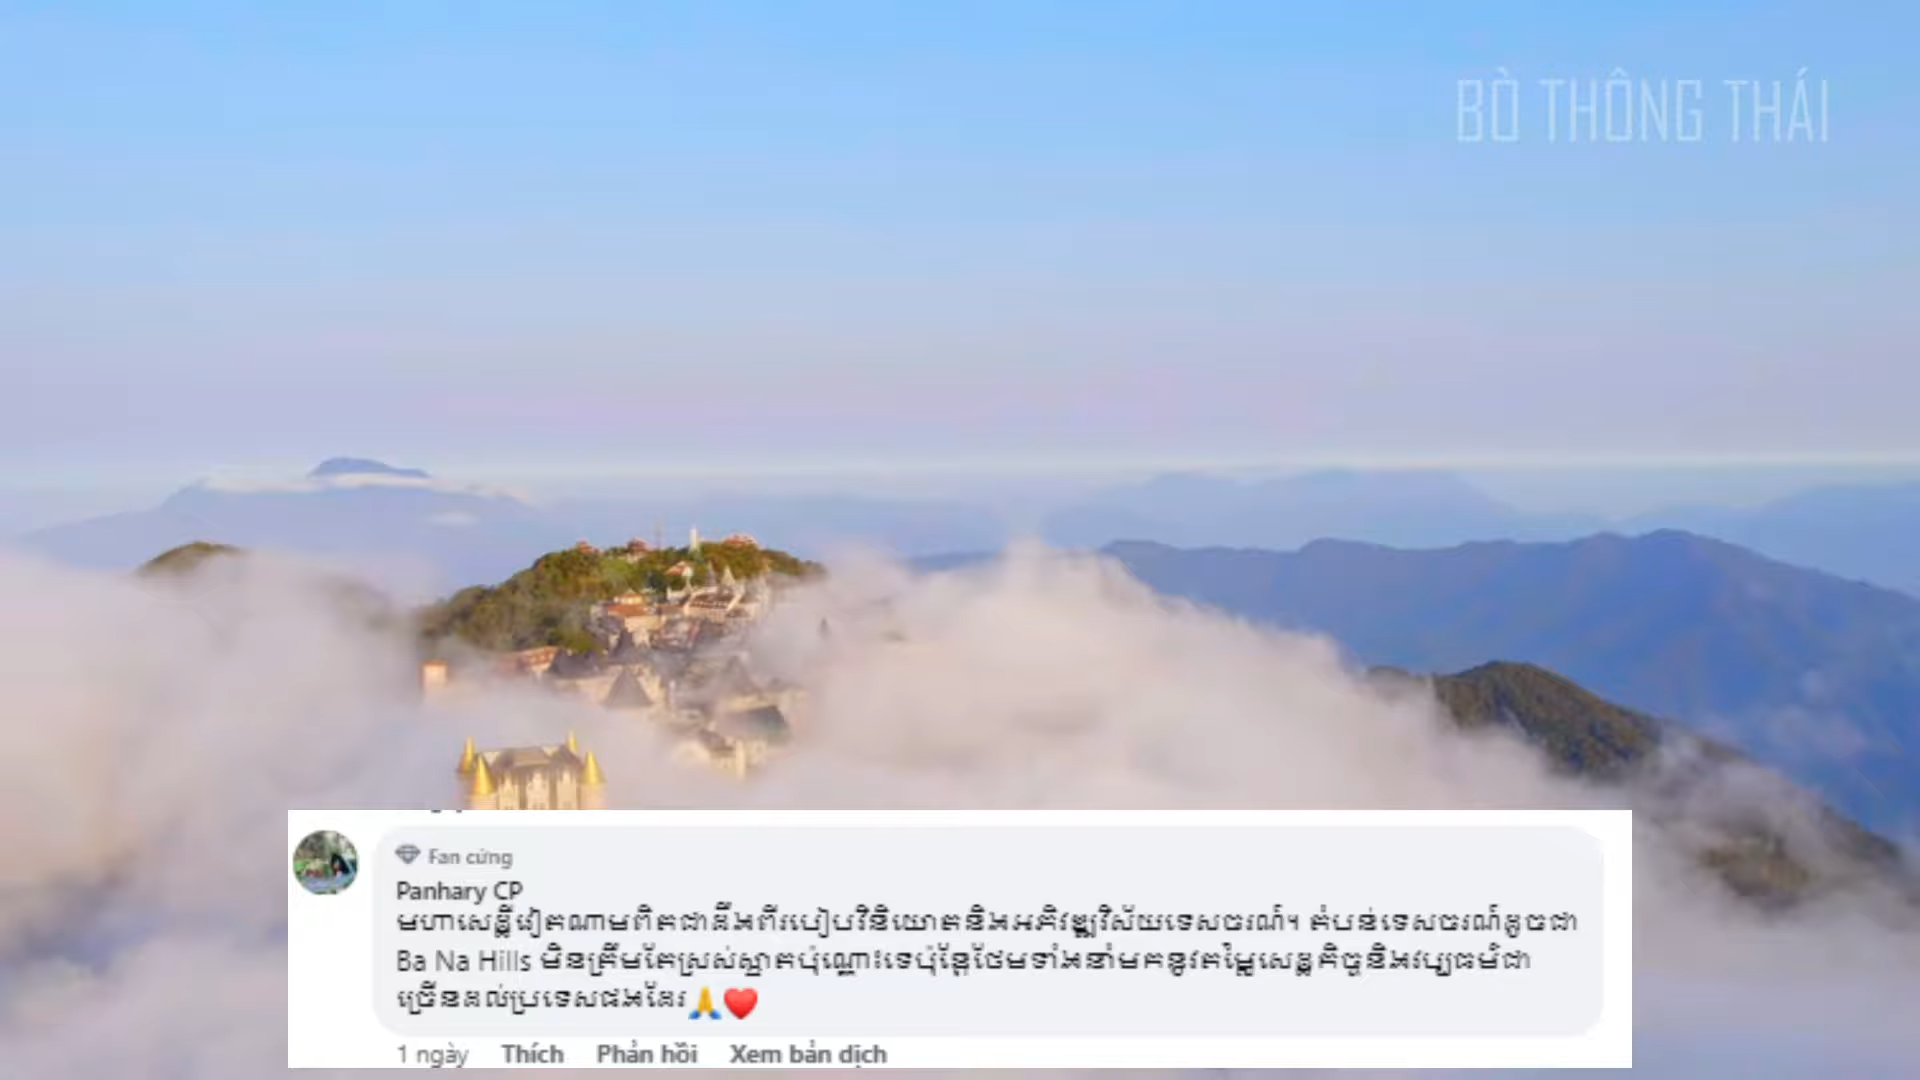 BÒ THÔNG THÁI
Fan cứng
Panhary CP
មហាសេដ្ឋីវៀតណាមពិតជាដឹងពីរបៀបវិនិយោគនិងអភិវឌ្ឍវិស័យទេសចរណ៍។ តំបន់ទេសចរណ៍ដូចជា
Ba Na Hills មិនត្រឹមតែស្រស់ស្អាតប៉ុណ្ណោះទេប៉ុន្តែថែមទាំងនាំមកនូវតម្លៃសេដ្ឋកិច្ចនិងវប្បធម៌ជា
ច្រើនដល់ប្រទេសផងដែរ🙏❤️
1 ngày Thích Phản hồi Xem bản dịch